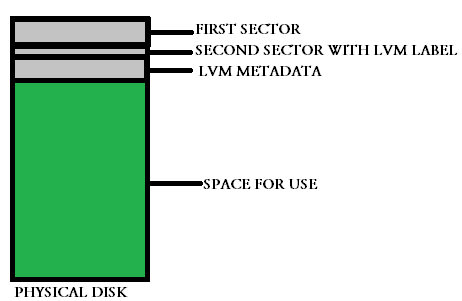 FIRST SECTOR
SECOND SECTOR WITH LVM LABEL
LVM METADATA
SPACE FOR USE
PHYSICAL DISK